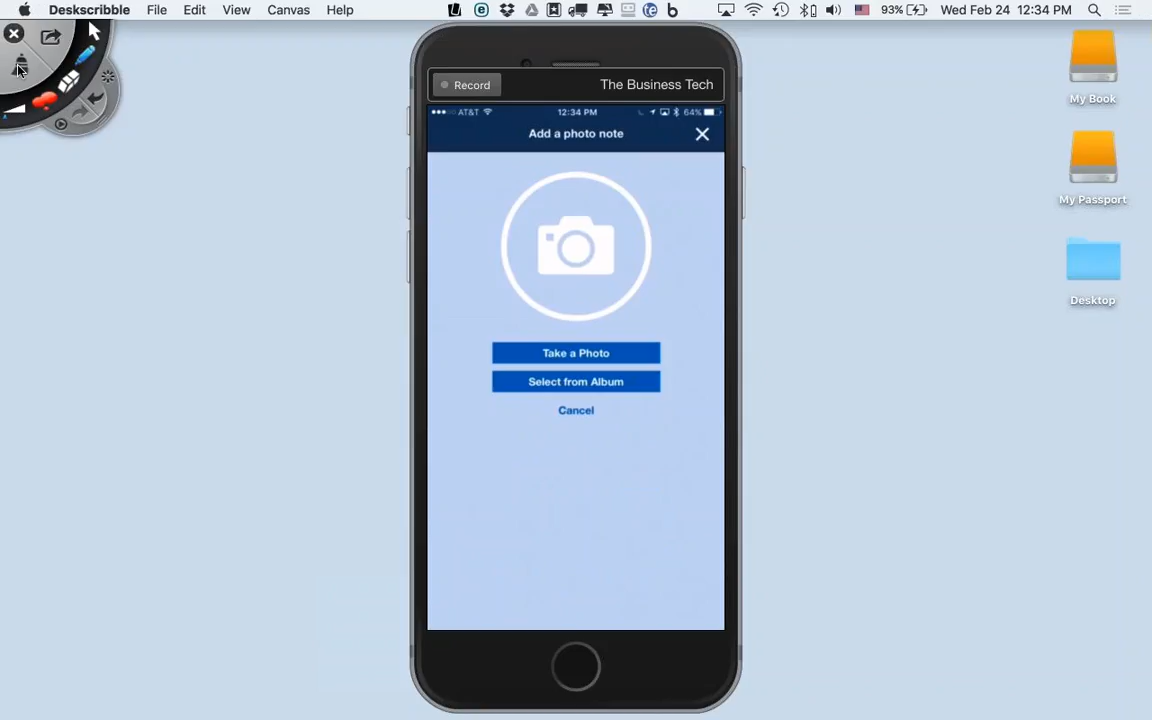 Deskscribble File Edit View Canvas Help 93% Wed Feb 24 12:34 PM
My Book
My Passport
Desktop
Record The Business Tech
AT&T 12:34 PM 64%
Add a photo note
Take a Photo
Select from Album
Cancel